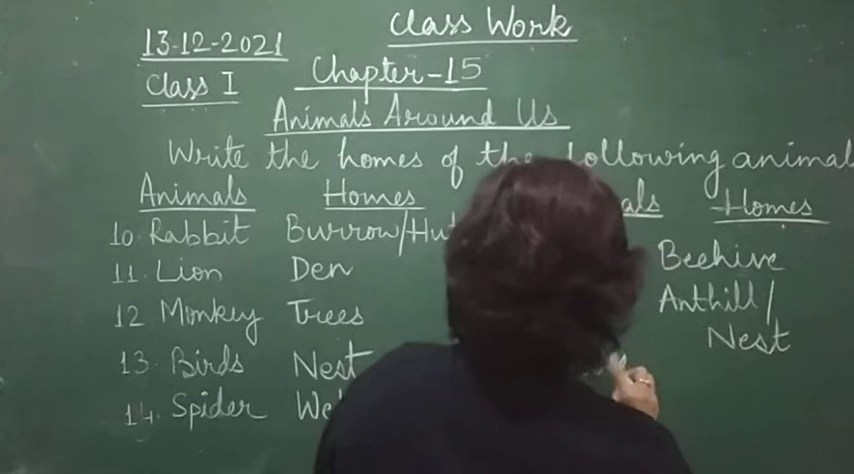 Class Work
13-12-2021
Class I
Chapter-15
Animals Around Us
Write the homes of the following animal
Animals Homes Homes
10. Rabbit Burrow/Hut
11. Lion Den
12 Monkey Trees
13. Birds Nest
14. Spider We
Beehive
Anthill/
Nest